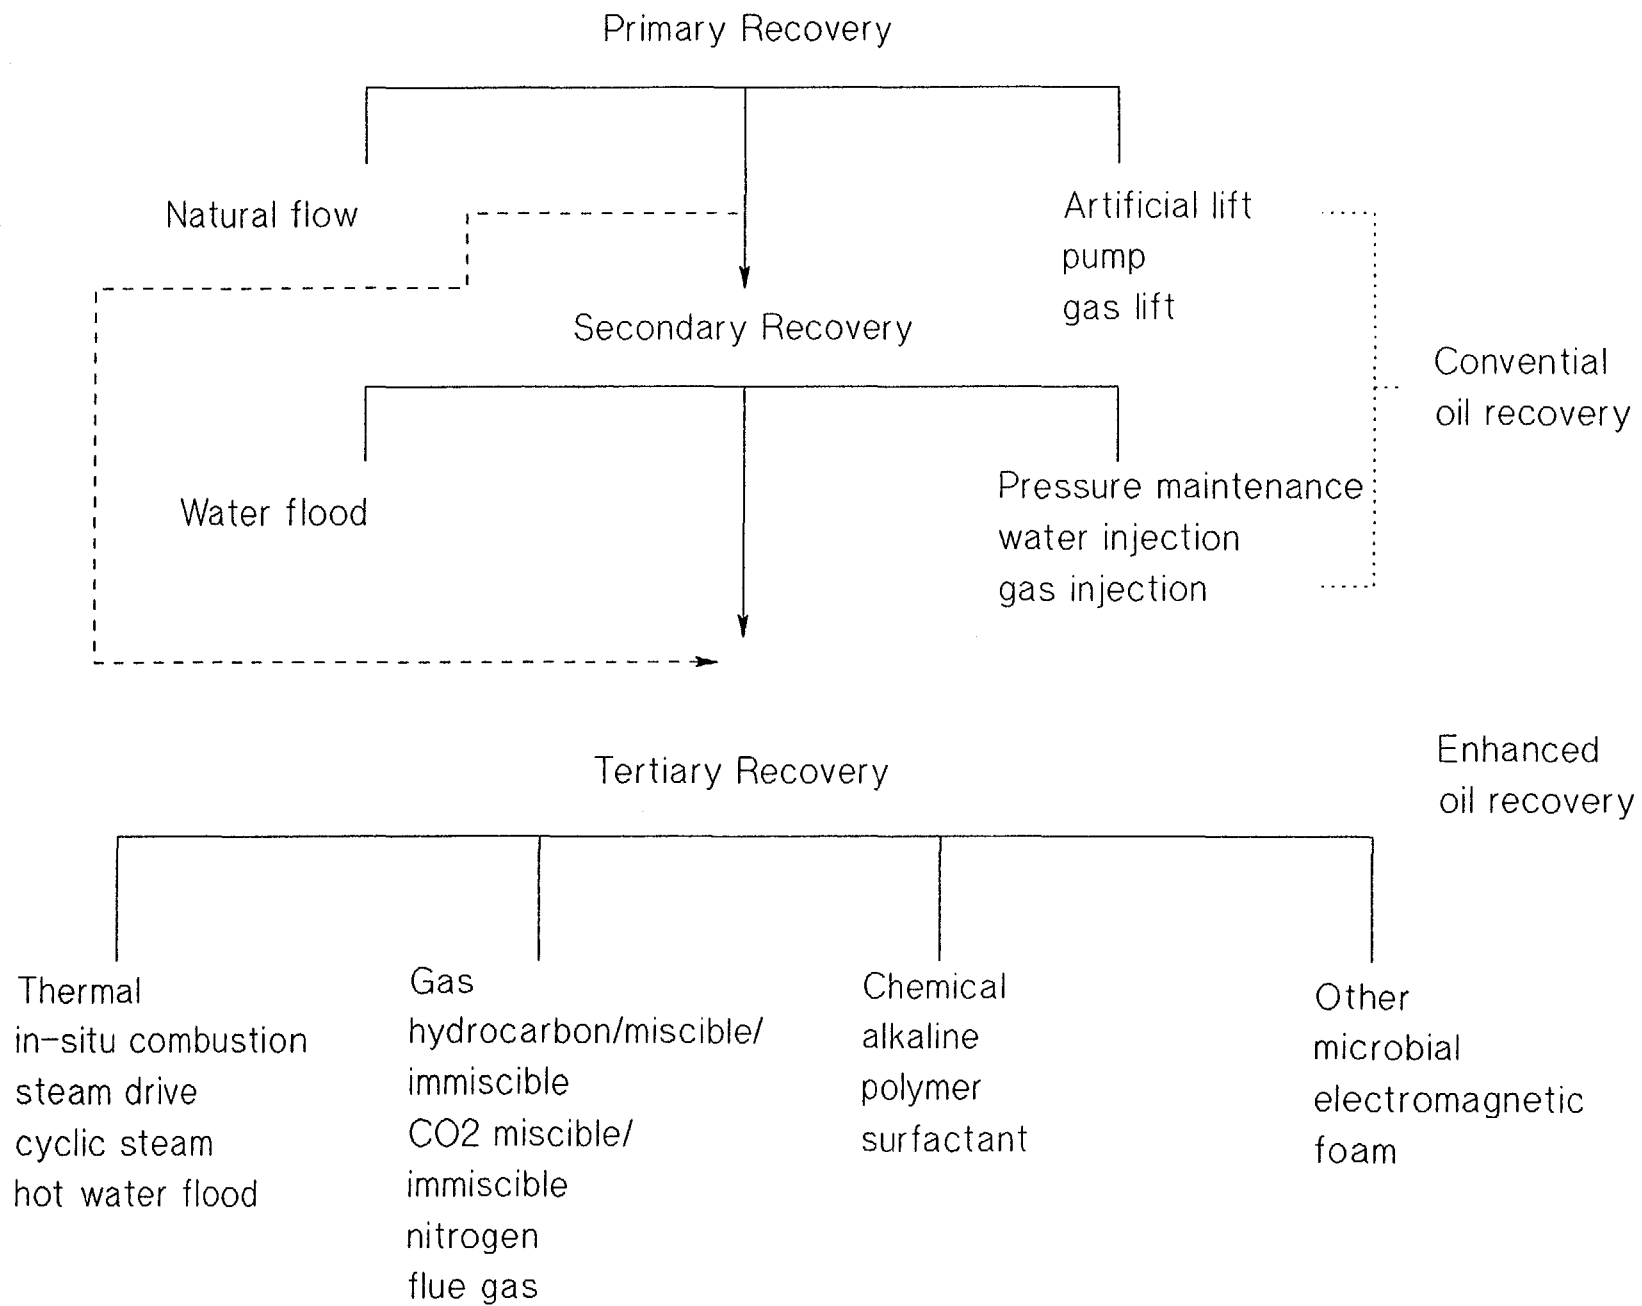 Primary Recovery
Natural flow
Artificial lift
pump
gas lift
Secondary Recovery
Convential
oil recovery
Water flood
Pressure maintenance
water injection
gas injection
Tertiary Recovery
Enhanced
oil recovery
Thermal
in-situ combustion
steam drive
cyclic steam
hot water flood
Gas
hydrocarbon/miscible/
immiscible
CO2 miscible/
immiscible
nitrogen
flue gas
Chemical
alkaline
polymer
surfactant
Other
microbial
electromagnetic
foam